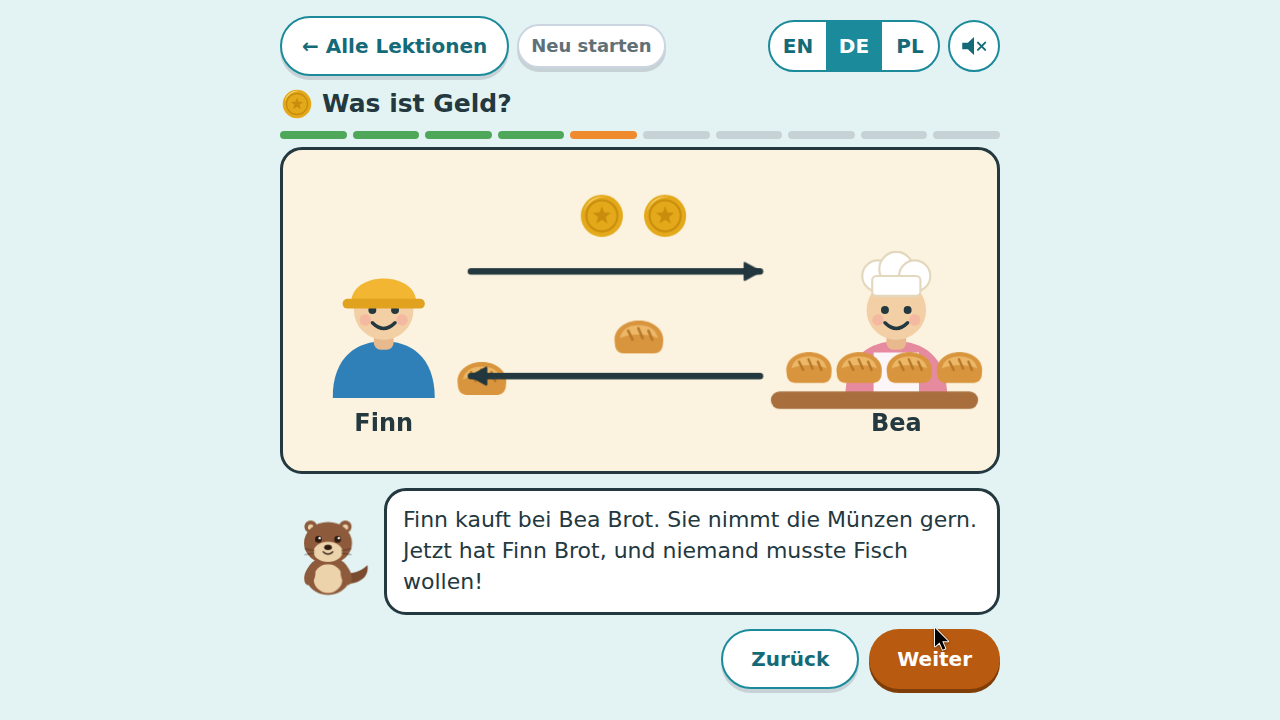 ← Alle Lektionen
Neu starten
EN DE PL
Was ist Geld?
Finn
Bea
Finn kauft bei Bea Brot. Sie nimmt die Münzen gern.
Jetzt hat Finn Brot, und niemand musste Fisch
wollen!
Zurück
Weiter